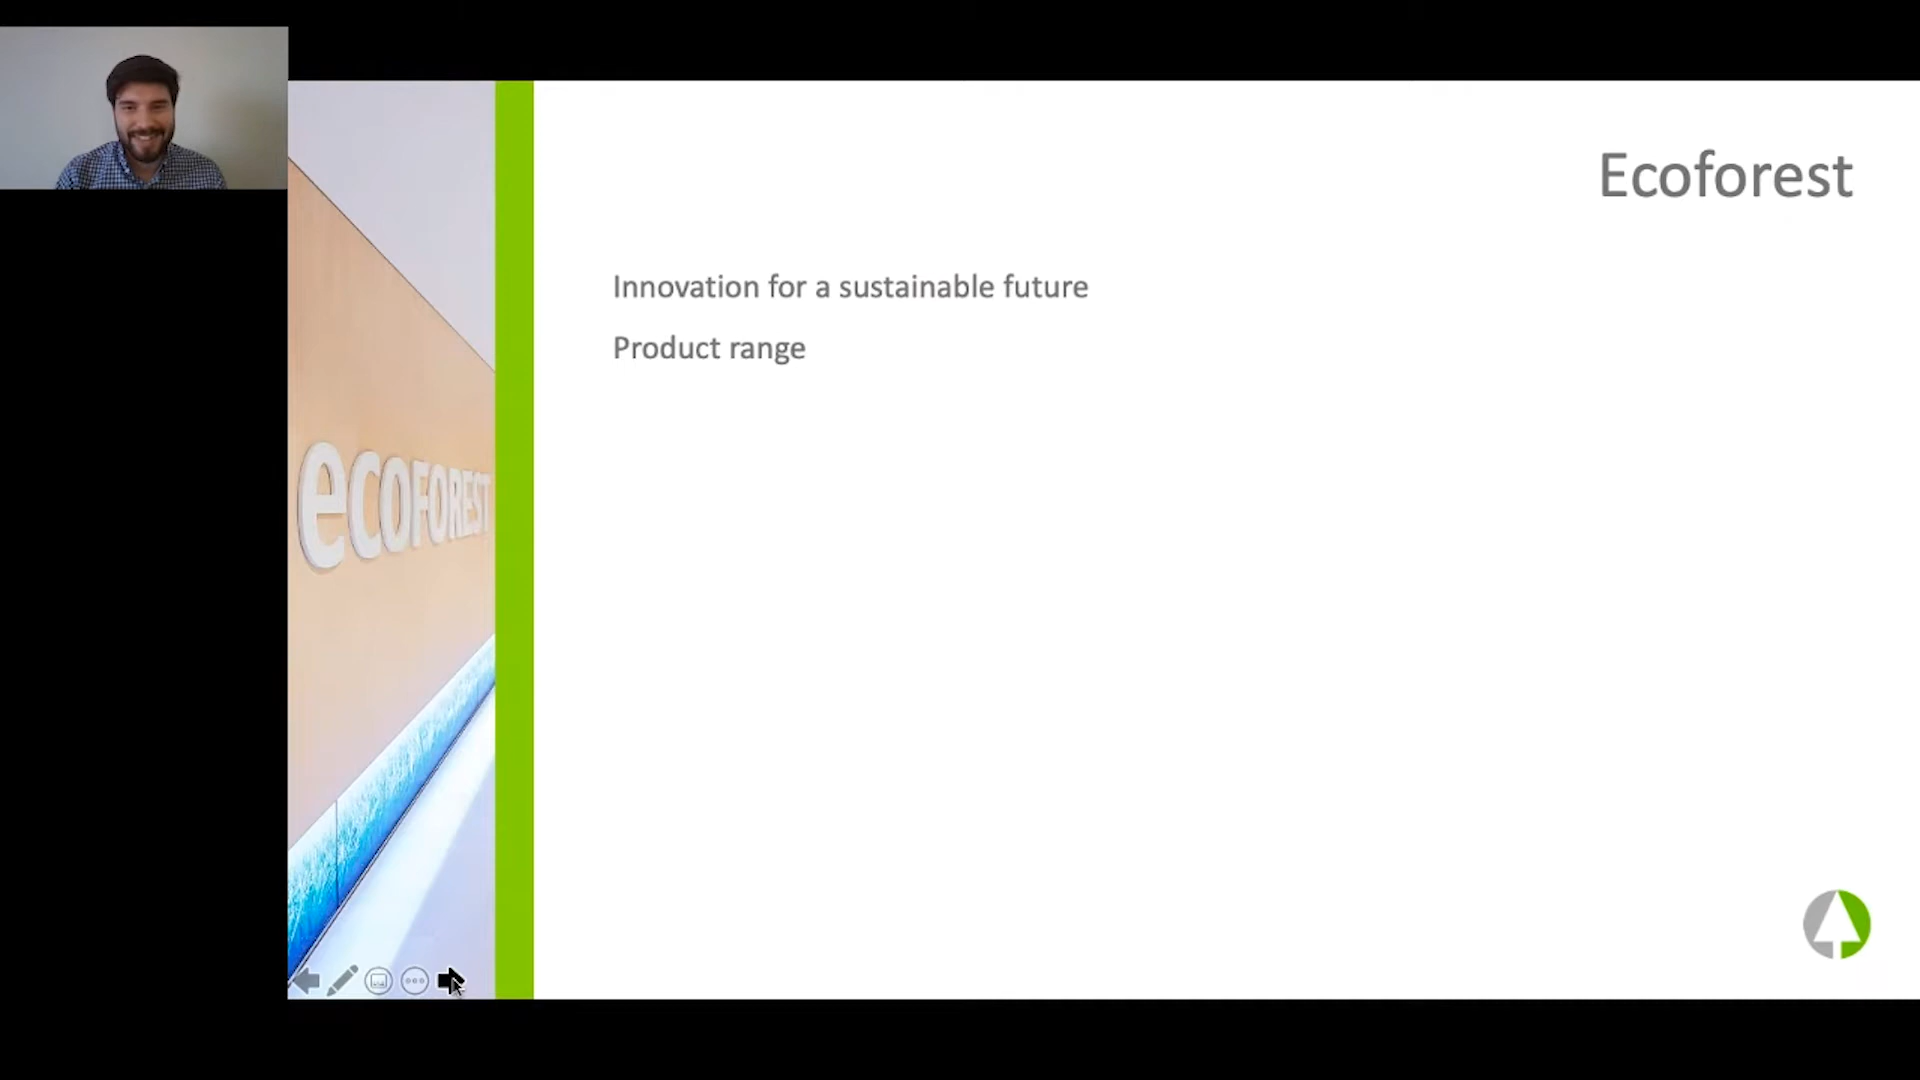 Ecoforest
Innovation for a sustainable future
Product range
ecoFOREST